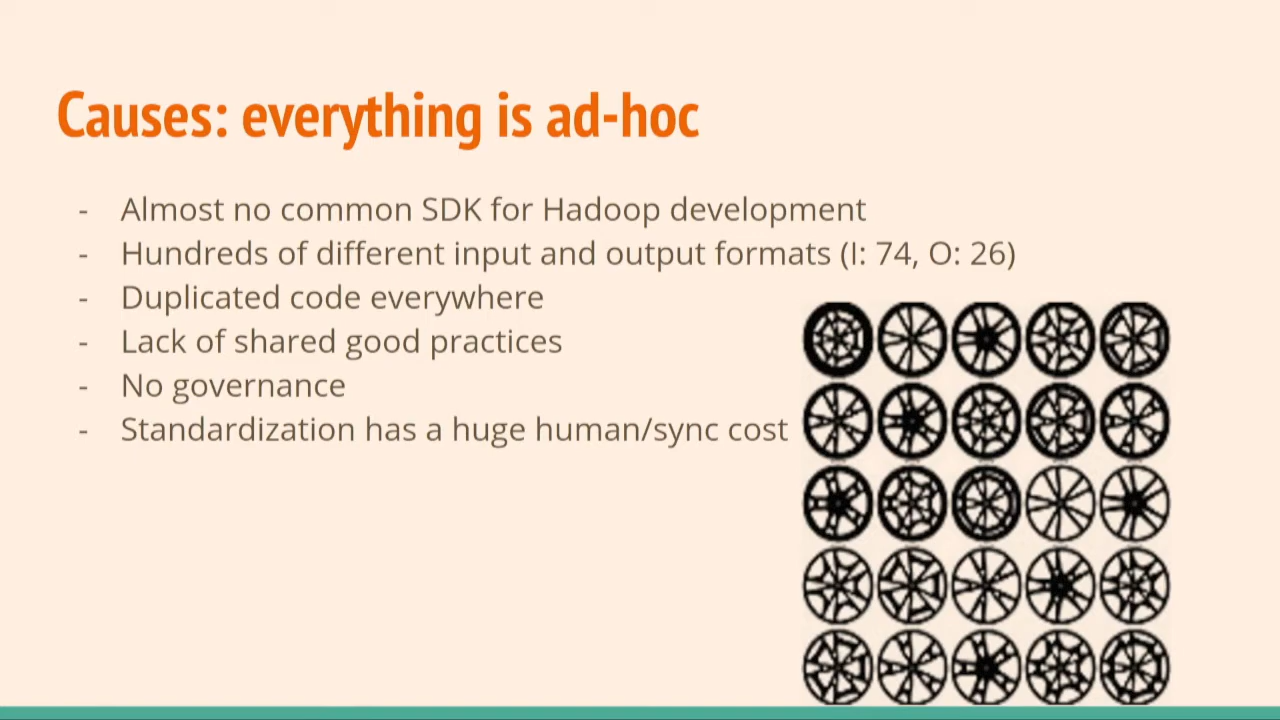 Causes: everything is ad-hoc
- Almost no common SDK for Hadoop development
- Hundreds of different input and output formats (I: 74, O: 26)
- Duplicated code everywhere
- Lack of shared good practices
- No governance
- Standardization has a huge human/sync cost